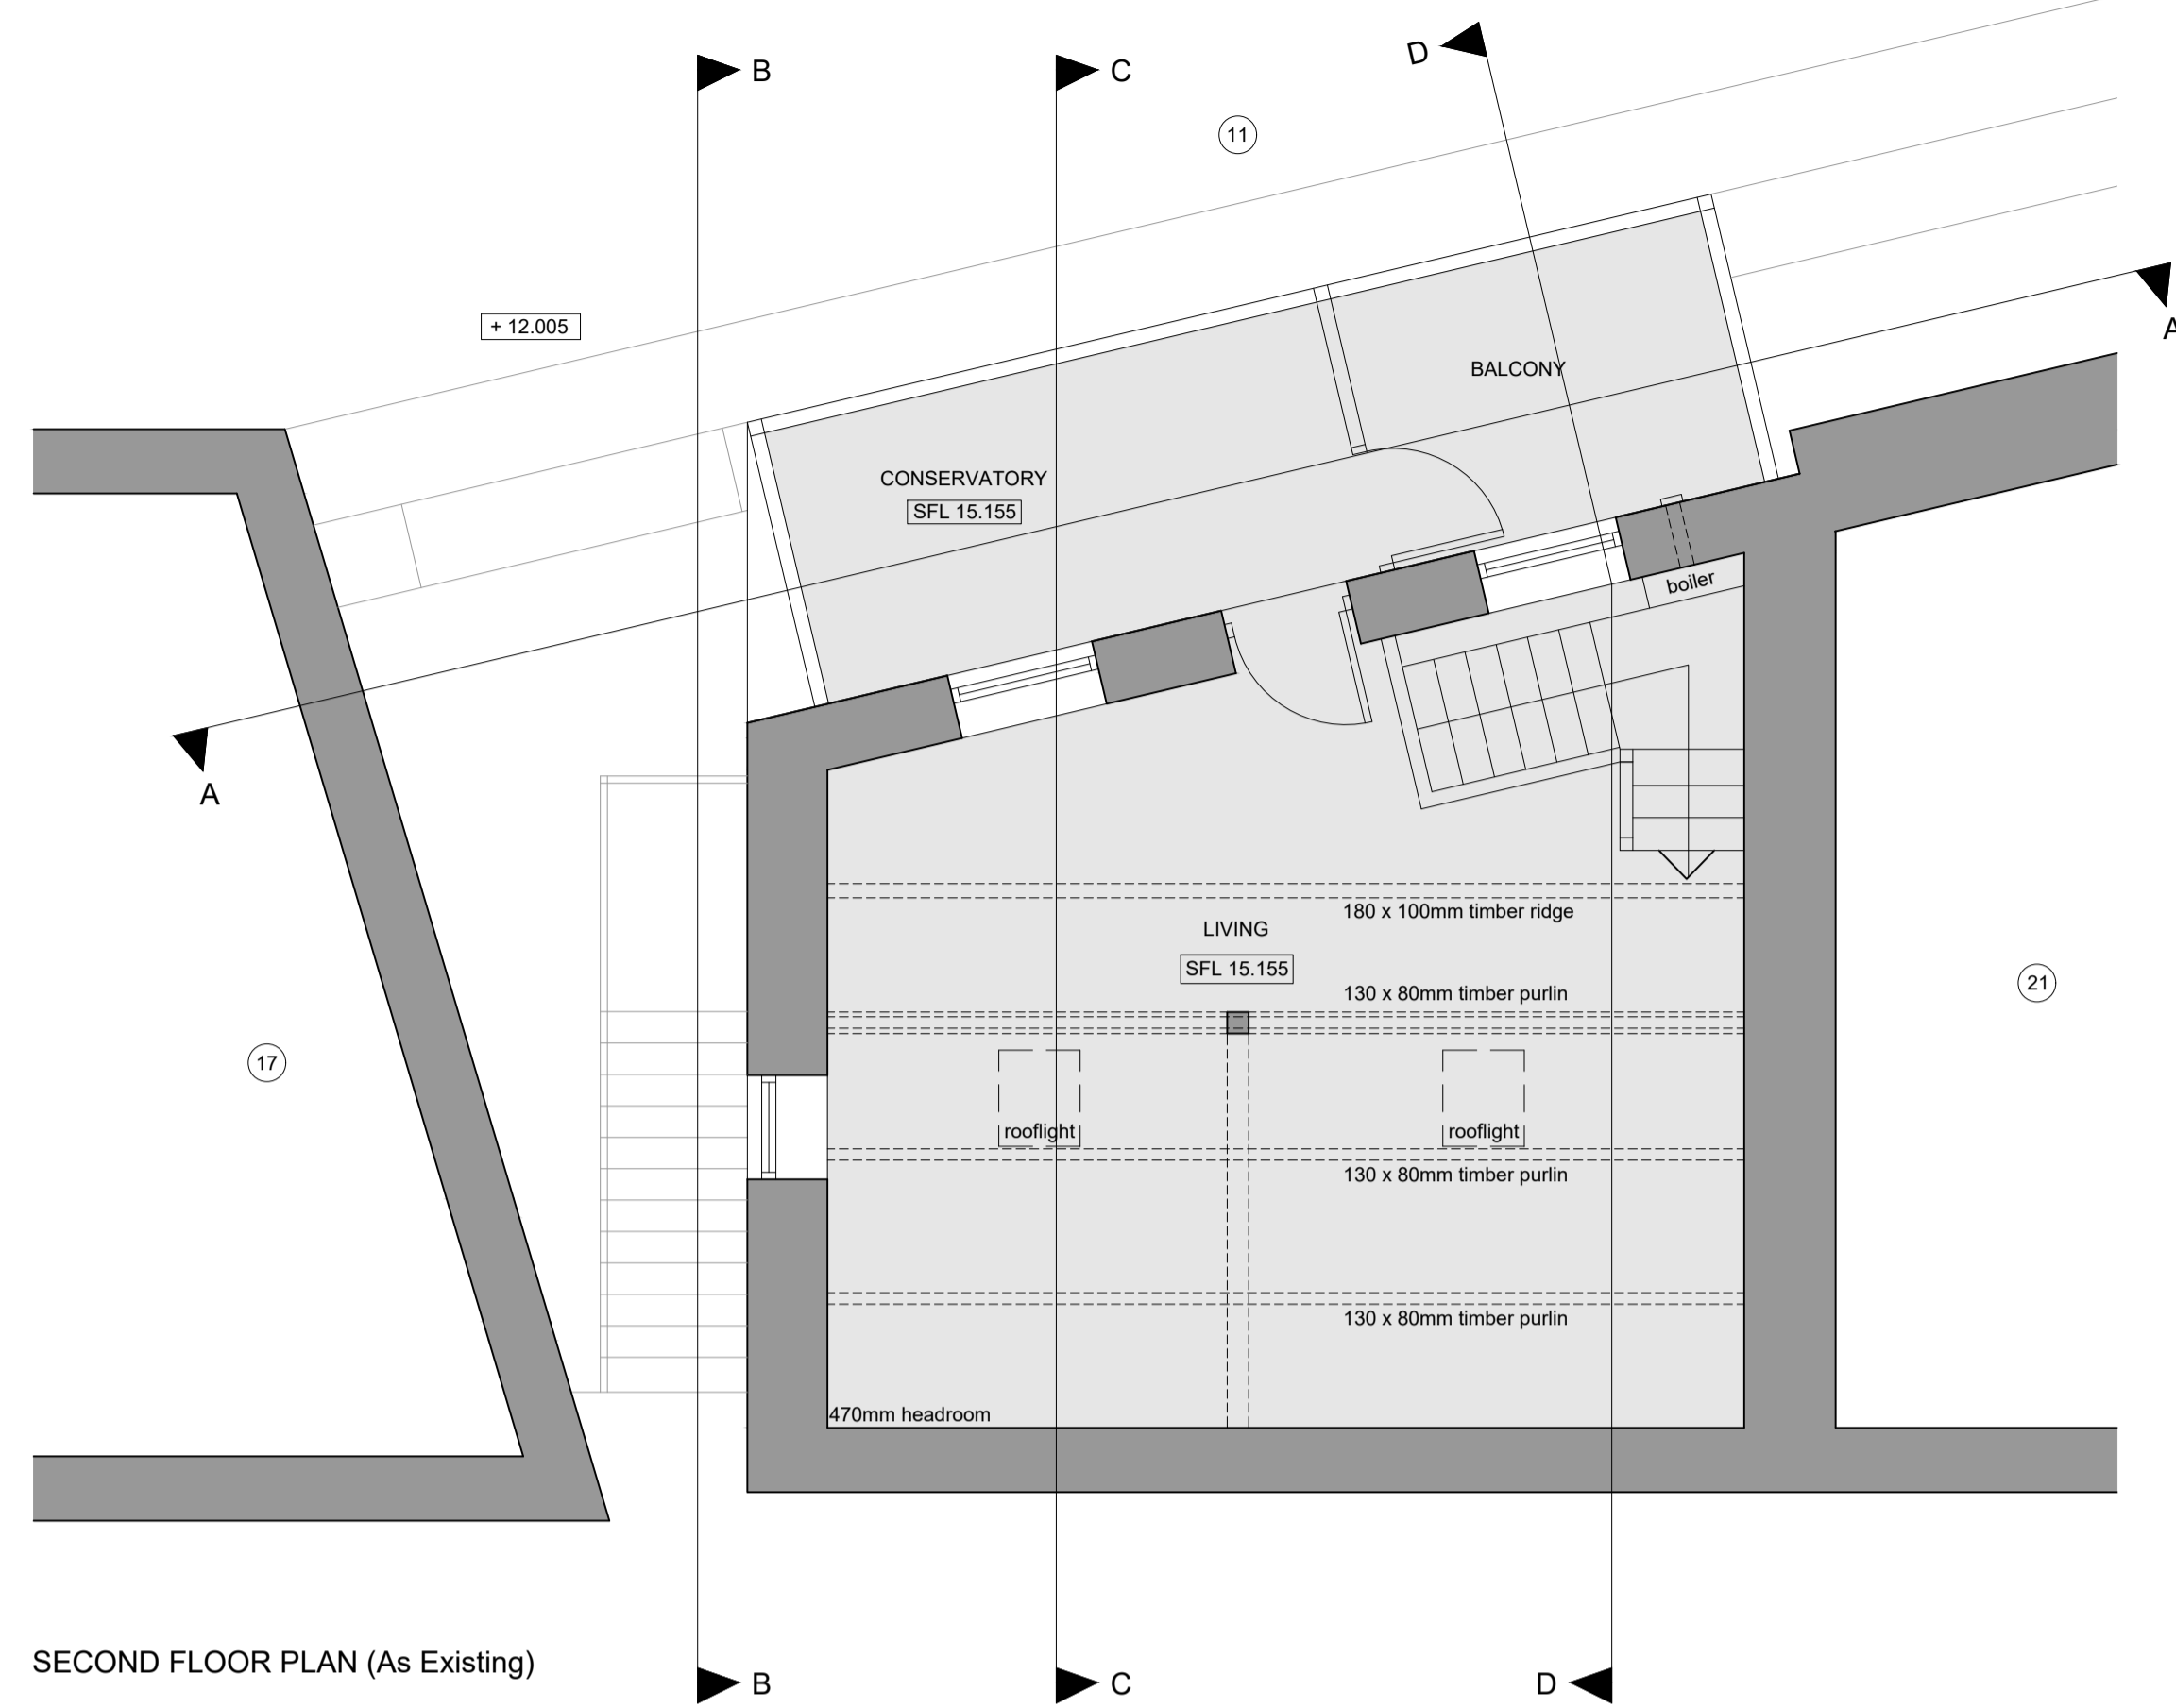 D
B
C
11
A
+ 12.005
BALCONY
CONSERVATORY
SFL 15.155
boiler
A
180 x 100mm timber ridge
LIVING
SFL 15.155
130 x 80mm timber purlin
21
17
rooflight
rooflight
130 x 80mm timber purlin
130 x 80mm timber purlin
470mm headroom
SECOND FLOOR PLAN (As Existing)
B
C
D